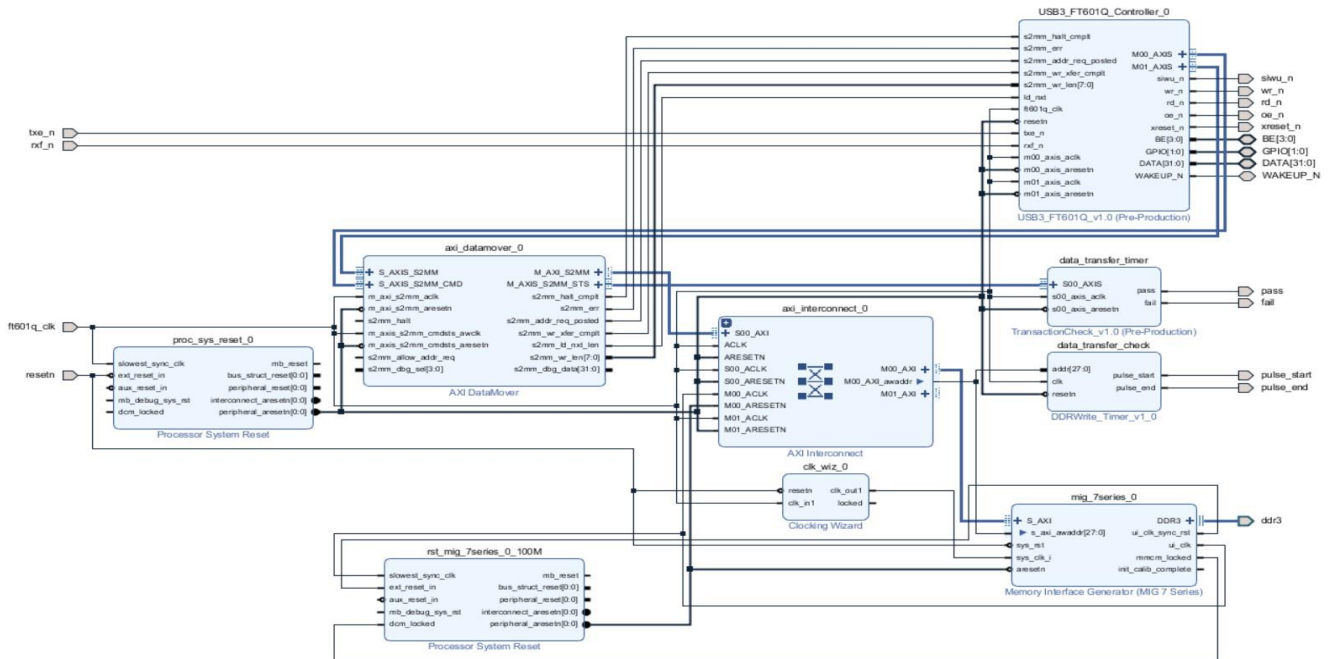 USB3_FT601Q_Controller_0
s2mm_halt_cmplt
s2mm_err
s2mm_addr_req_posted
s2mm_wr_xfer_cmplt
s2mm_wr_len[7:0]
ld_nxt
ft601q_clk
resetn
txe_n
rxf_n
m00_axis_aclk
m00_axis_aresetn
m01_axis_aclk
m01_axis_aresetn
M00_AXIS
M01_AXIS
siwu_n
wr_n
rd_n
oe_n
xreset_n
BE[3:0]
GPIO[1:0]
DATA[31:0]
WAKEUP_N
USB3_FT601Q_v1.0 (Pre-Production)
siwu_n
wr_n
rd_n
oe_n
xreset_n
BE[3:0]
GPIO[1:0]
DATA[31:0]
WAKEUP_N
txe_n
rxf_n
ft601q_clk
resetn
axi_datamover_0
S_AXIS_S2MM
S_AXIS_S2MM_CMD
m_axi_s2mm_aclk
m_axi_s2mm_aresetn
s2mm_halt
m_axis_s2mm_cmdsts_awclk
m_axis_s2mm_cmdsts_aresetn
s2mm_allow_addr_req
s2mm_dbg_sel[3:0]
M_AXI_S2MM
M_AXIS_S2MM_STS
s2mm_halt_cmplt
s2mm_err
s2mm_addr_req_posted
s2mm_wr_xfer_cmplt
s2mm_ld_nxt_len
s2mm_wr_len[7:0]
s2mm_dbg_data[31:0]
AXI DataMover
proc_sys_reset_0
slowest_sync_clk
ext_reset_in
aux_reset_in
mb_debug_sys_rst
dcm_locked
mb_reset
bus_struct_reset[0:0]
peripheral_reset[0:0]
interconnect_aresetn[0:0]
peripheral_aresetn[0:0]
Processor System Reset
axi_interconnect_0
S00_AXI
ACLK
ARESETN
S00_ACLK
S00_ARESETN
M00_ACLK
M00_ARESETN
M01_ACLK
M01_ARESETN
M00_AXI
M00_AXI_awaddr
M01_AXI
AXI Interconnect
data_transfer_timer
S00_AXIS
s00_axis_aclk
s00_axis_aresetn
pass
fail
TransactionCheck_v1.0 (Pre-Production)
pass
fail
data_transfer_check
addr[27:0]
clk
resetn
pulse_start
pulse_end
DDRWrite_Timer_v1_0
pulse_start
pulse_end
clk_wiz_0
resetn
clk_in1
clk_out1
locked
Clocking Wizard
mig_7series_0
S_AXI
s_axi_awaddr[27:0]
sys_rst
sys_clk_i
aresetn
DDR3
ui_clk_sync_rst
ui_clk
mmcm_locked
init_calib_complete
Memory Interface Generator (MIG 7 Series)
ddr3
rst_mig_7series_0_100M
slowest_sync_clk
ext_reset_in
aux_reset_in
mb_debug_sys_rst
dcm_locked
mb_reset
bus_struct_reset[0:0]
peripheral_reset[0:0]
interconnect_aresetn[0:0]
peripheral_aresetn[0:0]
Processor System Reset